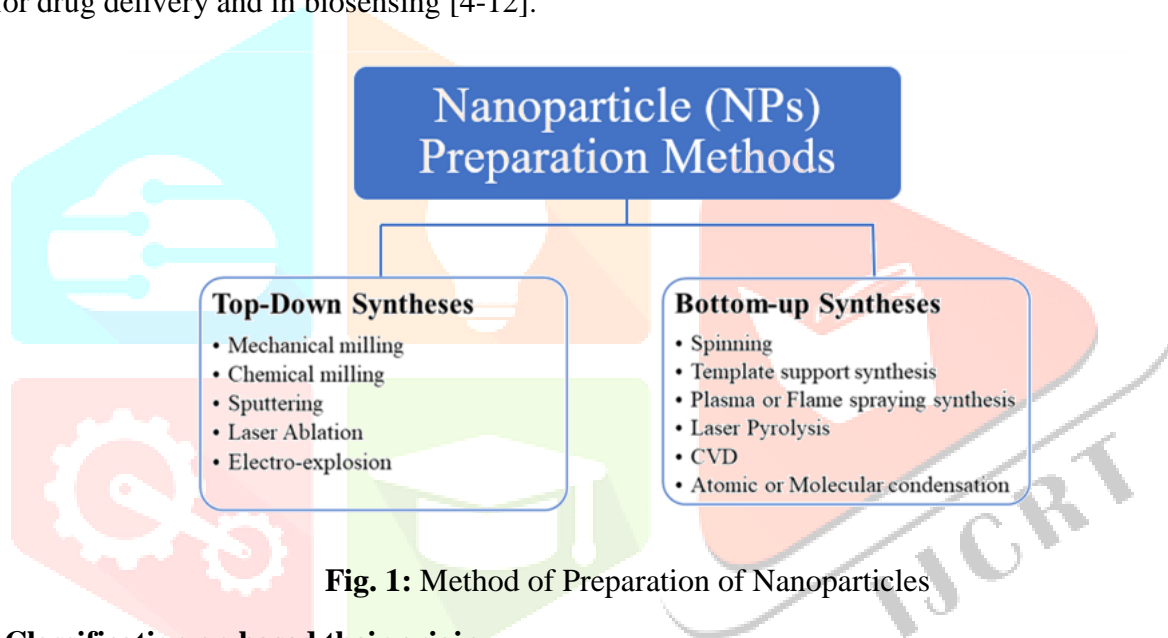 for drug delivery and in biosensing [4-12].
Nanoparticle (NPs)
Preparation Methods
Top-Down Syntheses
• Mechanical milling
• Chemical milling
• Sputtering
• Laser Ablation
• Electro-explosion
Bottom-up Syntheses
• Spinning
• Template support synthesis
• Plasma or Flame spraying synthesis
• Laser Pyrolysis
• CVD
• Atomic or Molecular condensation
IJCRT
Fig. 1: Method of Preparation of Nanoparticles